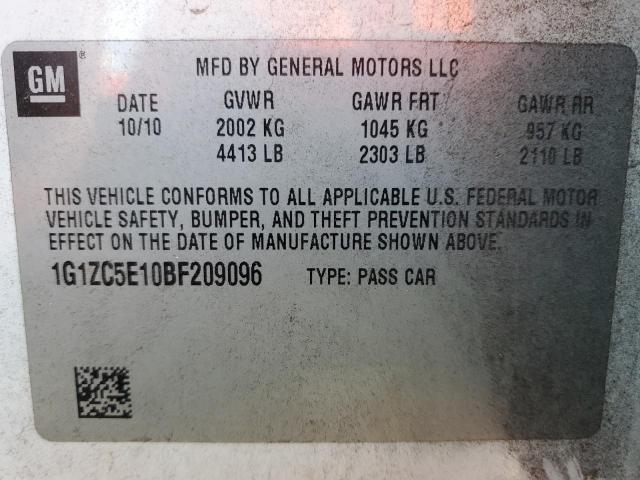 GM ®
MFD BY GENERAL MOTORS LLC
DATE GVWR GAWR FRT GAWR RR
10/10 2002 KG 1045 KG 957 KG
4413 LB 2303 LB 2110 LB
THIS VEHICLE CONFORMS TO ALL APPLICABLE U.S. FEDERAL MOTOR
VEHICLE SAFETY, BUMPER, AND THEFT PREVENTION STANDARDS IN
EFFECT ON THE DATE OF MANUFACTURE SHOWN ABOVE.
1G1ZC5E10BF209096 TYPE: PASS CAR